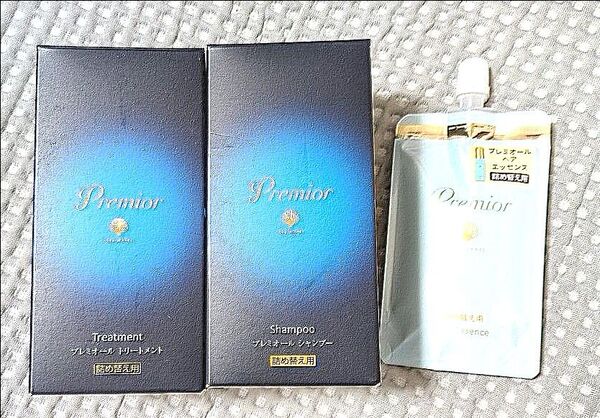 Premior
Treatment
プレミオール トリートメント
詰め替え用
Premior
Shampoo
プレミオール シャンプー
詰め替え用
プレミオール
ヘア
エッセンス
詰め替え用
Premior
替え用
ssence